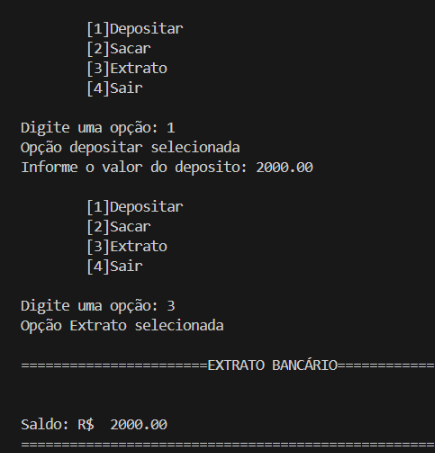 [1]Depositar
[2]Sacar
[3]Extrato
[4]Sair
Digite uma opção: 1
Opção depositar selecionada
Informe o valor do deposito: 2000.00
[1]Depositar
[2]Sacar
[3]Extrato
[4]Sair
Digite uma opção: 3
Opção Extrato selecionada
=======================EXTRATO BANCÁRIO============
Saldo: R$  2000.00
===================================================